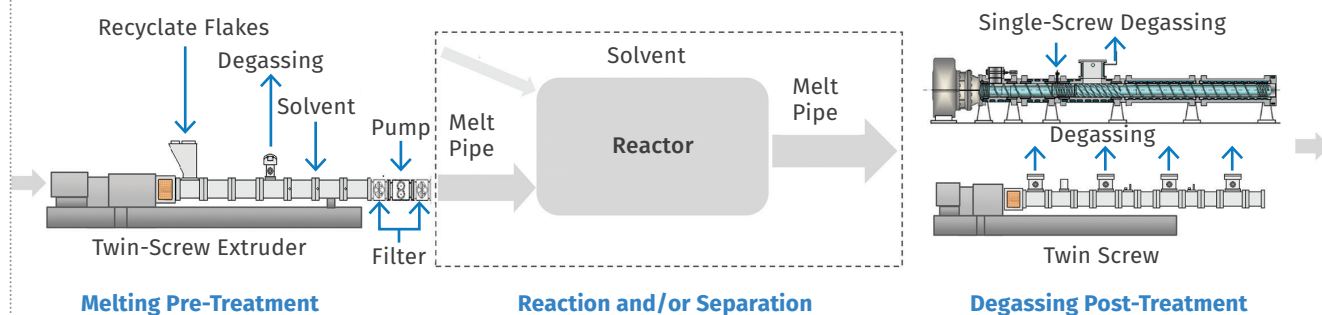 Recyclate Flakes
Degassing
Solvent
Pump
Melt
Pipe
Twin-Screw Extruder
Filter
Melting Pre-Treatment
Solvent
Reactor
Melt
Pipe
Reaction and/or Separation
Single-Screw Degassing
Degassing
Twin Screw
Degassing Post-Treatment